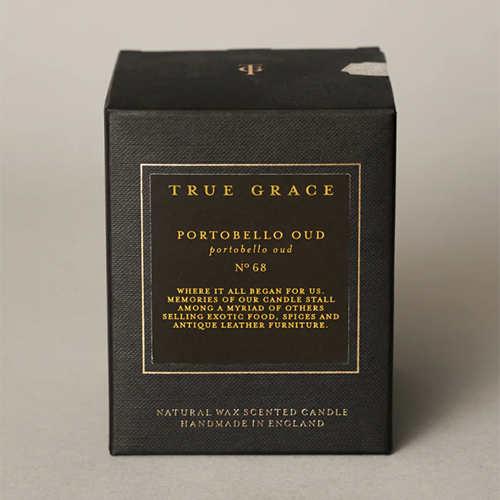 TRUE GRACE
PORTOBELLO OUD
portobello oud
Nº 68
WHERE IT ALL BEGAN FOR US.
MEMORIES OF OUR CANDLE STALL
AMONG A MYRIAD OF OTHERS
SELLING EXOTIC FOOD, SPICES AND
ANTIQUE LEATHER FURNITURE.
NATURAL WAX SCENTED CANDLE
HANDMADE IN ENGLAND